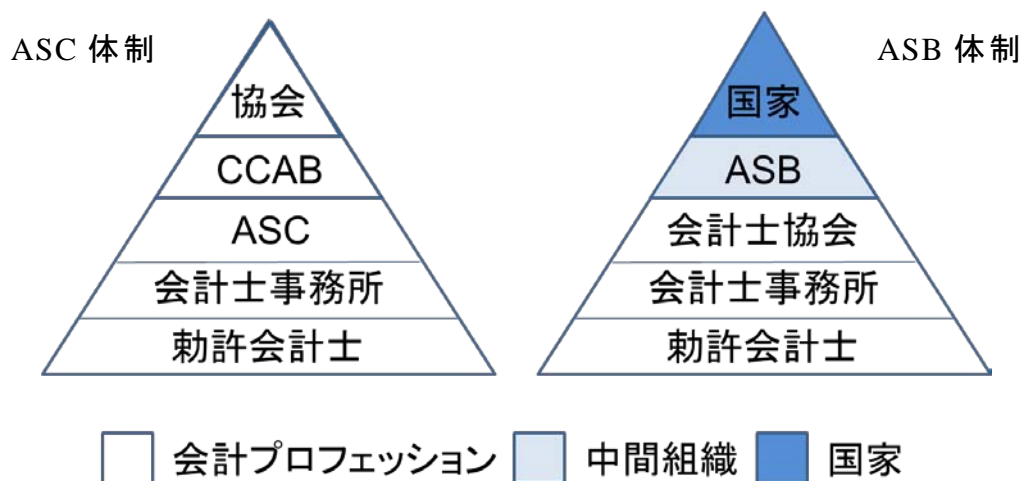 ASC 体制
協会
CCAB
ASC
会計士事務所
勅許会計士
ASB 体制
国家
ASB
会計士協会
会計士事務所
勅許会計士
会計プロフェッション 中間組織 国家